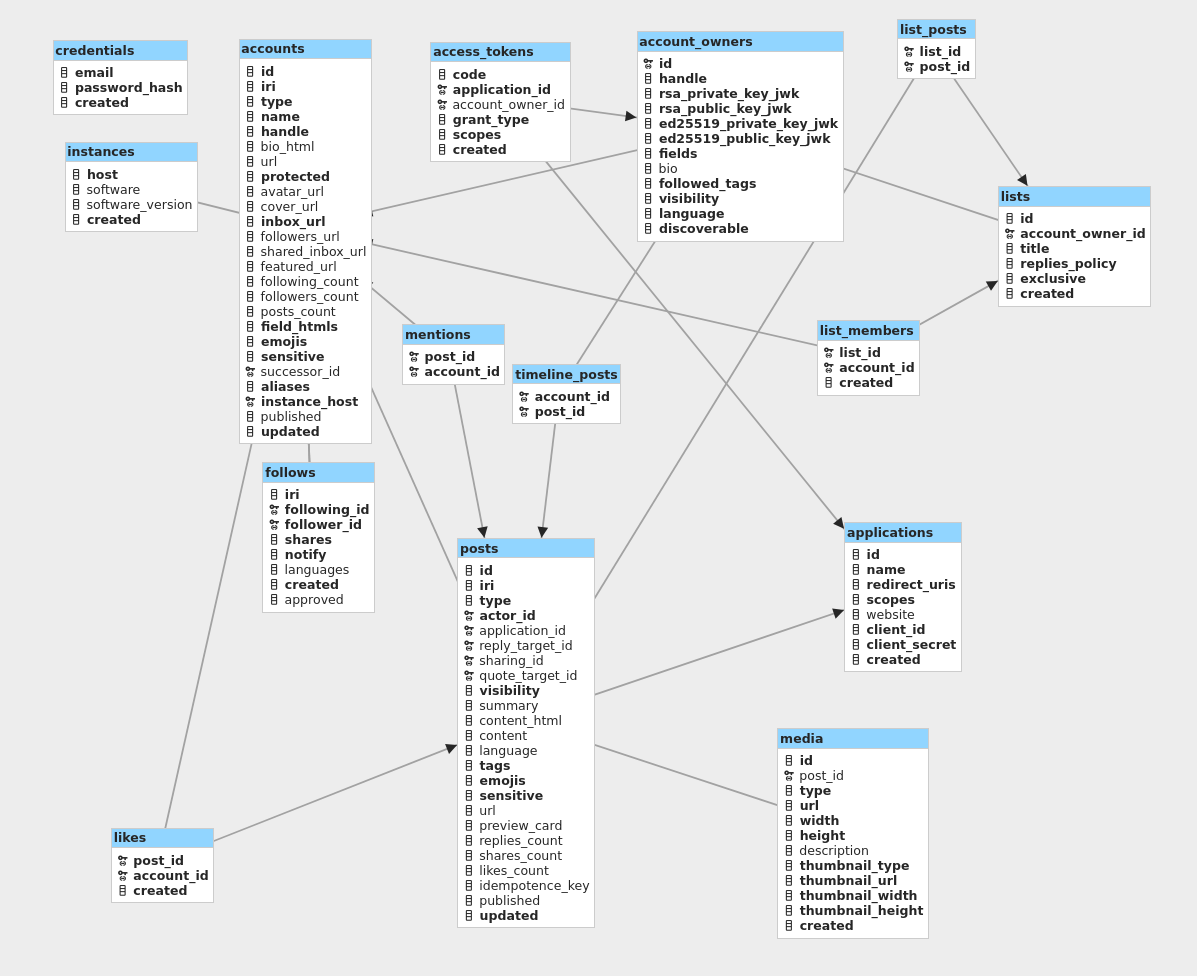 credentials
email
password_hash
created
instances
host
software
software_version
created
accounts
id
iri
type
name
handle
bio_html
url
protected
avatar_url
cover_url
inbox_url
followers_url
shared_inbox_url
featured_url
following_count
followers_count
posts_count
field_htmls
emojis
sensitive
successor_id
aliases
instance_host
published
updated
access_tokens
code
application_id
account_owner_id
grant_type
scopes
created
account_owners
id
handle
rsa_private_key_jwk
rsa_public_key_jwk
ed25519_private_key_jwk
ed25519_public_key_jwk
fields
bio
followed_tags
visibility
language
discoverable
list_posts
list_id
post_id
lists
id
account_owner_id
title
replies_policy
exclusive
created
mentions
post_id
account_id
timeline_posts
account_id
post_id
list_members
list_id
account_id
created
follows
iri
following_id
follower_id
shares
notify
languages
created
approved
posts
id
iri
type
actor_id
application_id
reply_target_id
sharing_id
quote_target_id
visibility
summary
content_html
content
language
tags
emojis
sensitive
url
preview_card
replies_count
shares_count
likes_count
idempotence_key
published
updated
applications
id
name
redirect_uris
scopes
website
client_id
client_secret
created
media
id
post_id
type
url
width
height
description
thumbnail_type
thumbnail_url
thumbnail_width
thumbnail_height
created
likes
post_id
account_id
created